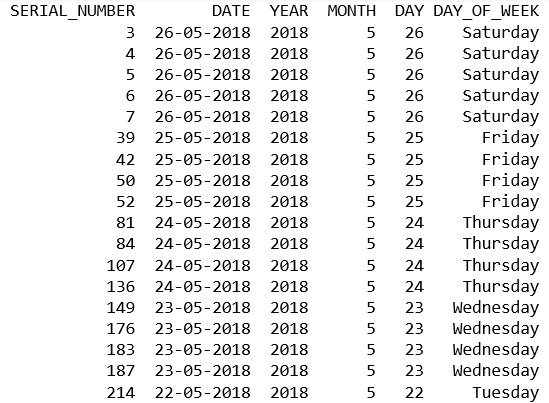 SERIAL_NUMBER DATE YEAR MONTH DAY DAY_OF_WEEK
3 26-05-2018 2018 5 26 Saturday
4 26-05-2018 2018 5 26 Saturday
5 26-05-2018 2018 5 26 Saturday
6 26-05-2018 2018 5 26 Saturday
7 26-05-2018 2018 5 26 Saturday
39 25-05-2018 2018 5 25 Friday
42 25-05-2018 2018 5 25 Friday
50 25-05-2018 2018 5 25 Friday
52 25-05-2018 2018 5 25 Friday
81 24-05-2018 2018 5 24 Thursday
84 24-05-2018 2018 5 24 Thursday
107 24-05-2018 2018 5 24 Thursday
136 24-05-2018 2018 5 24 Thursday
149 23-05-2018 2018 5 23 Wednesday
176 23-05-2018 2018 5 23 Wednesday
183 23-05-2018 2018 5 23 Wednesday
187 23-05-2018 2018 5 23 Wednesday
214 22-05-2018 2018 5 22 Tuesday